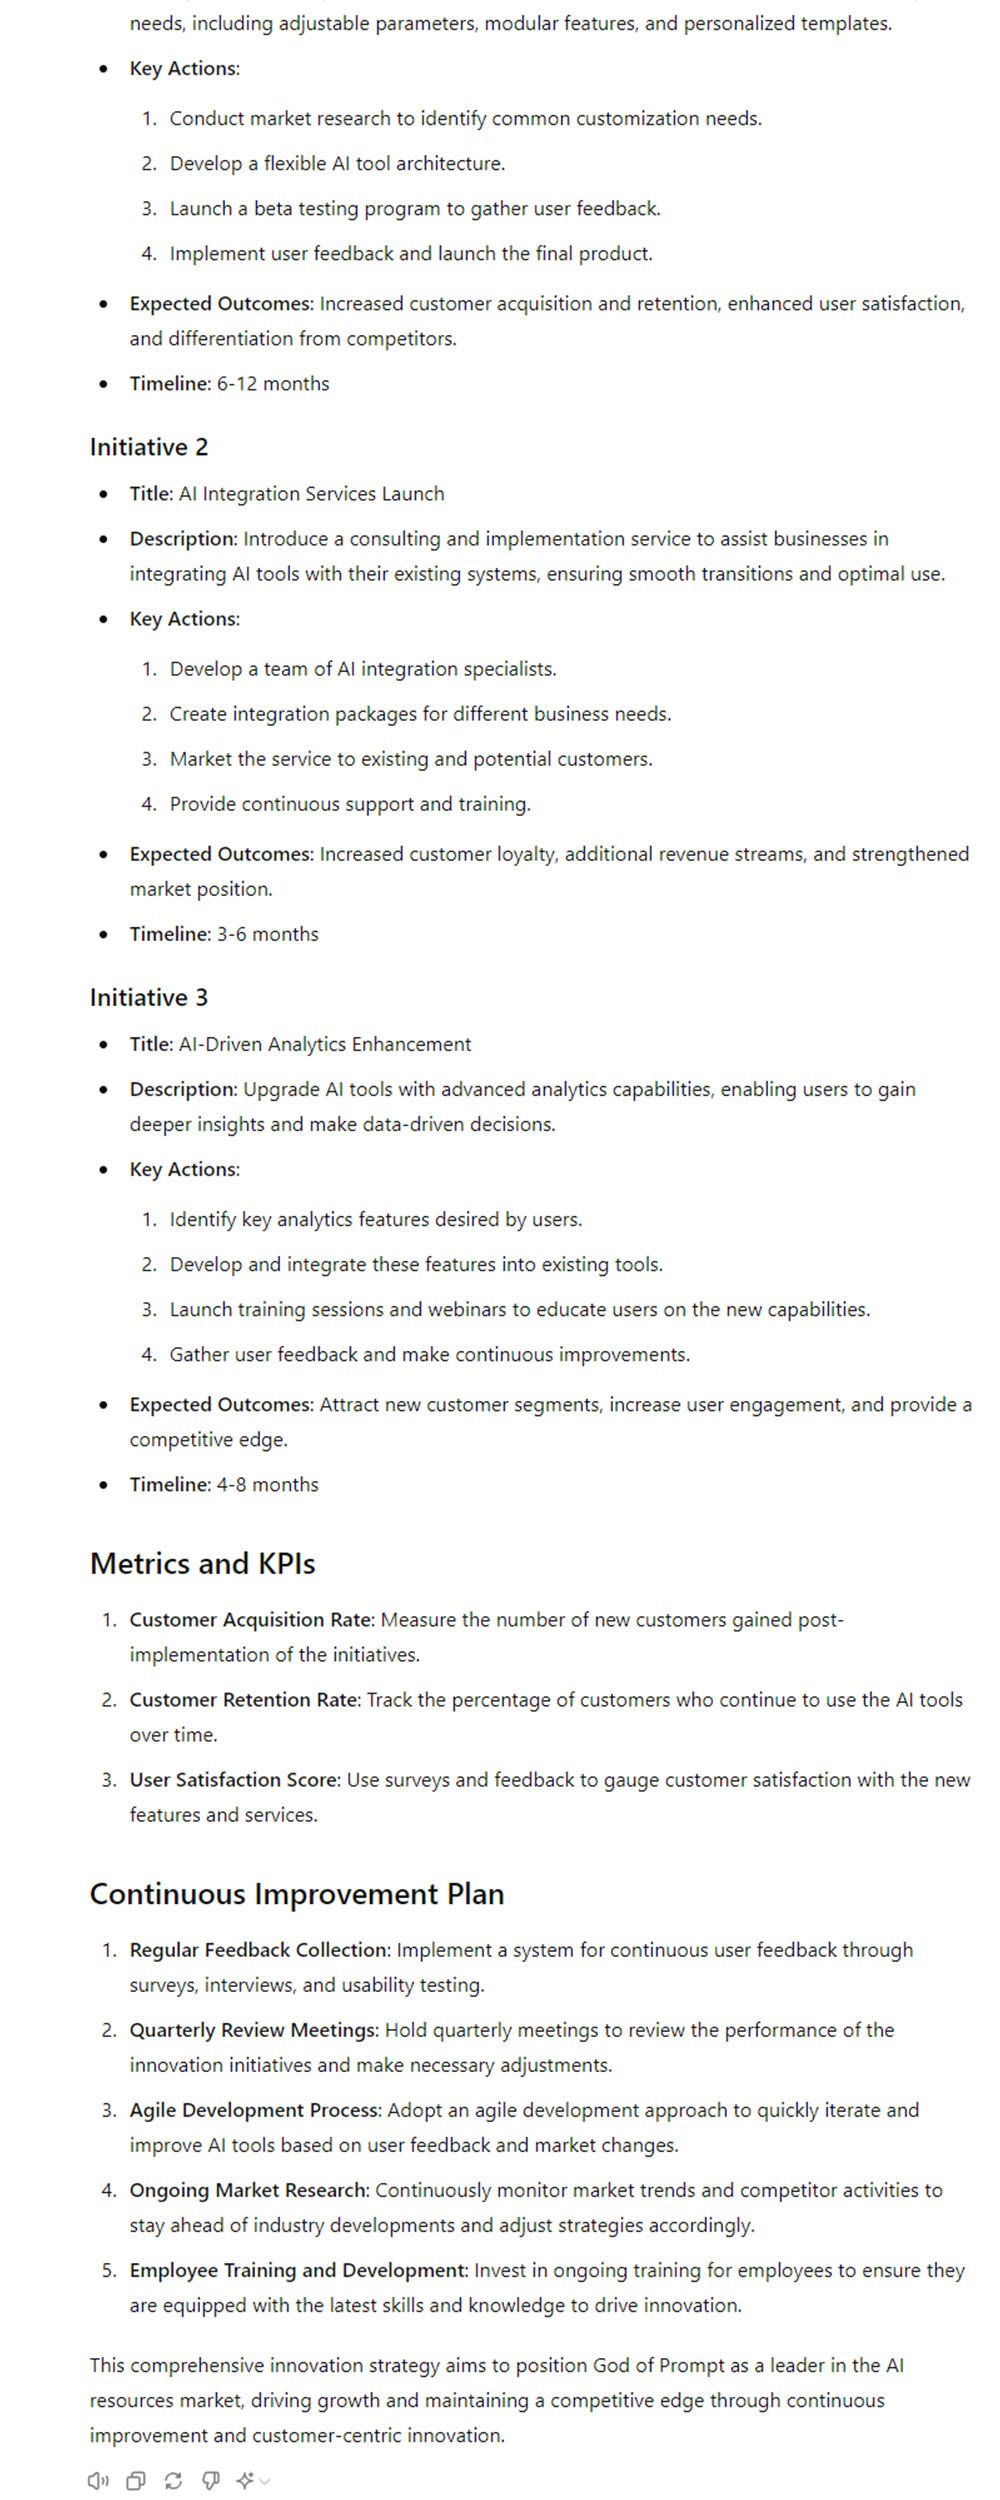 needs, including adjustable parameters, modular features, and personalized templates.
• Key Actions:
1. Conduct market research to identify common customization needs.
2. Develop a flexible AI tool architecture.
3. Launch a beta testing program to gather user feedback.
4. Implement user feedback and launch the final product.
• Expected Outcomes: Increased customer acquisition and retention, enhanced user satisfaction,
and differentiation from competitors.
• Timeline: 6-12 months
Initiative 2
• Title: AI Integration Services Launch
• Description: Introduce a consulting and implementation service to assist businesses in
integrating AI tools with their existing systems, ensuring smooth transitions and optimal use.
• Key Actions:
1. Develop a team of AI integration specialists.
2. Create integration packages for different business needs.
3. Market the service to existing and potential customers.
4. Provide continuous support and training.
• Expected Outcomes: Increased customer loyalty, additional revenue streams, and strengthened
market position.
• Timeline: 3-6 months
Initiative 3
• Title: AI-Driven Analytics Enhancement
• Description: Upgrade AI tools with advanced analytics capabilities, enabling users to gain
deeper insights and make data-driven decisions.
• Key Actions:
1. Identify key analytics features desired by users.
2. Develop and integrate these features into existing tools.
3. Launch training sessions and webinars to educate users on the new capabilities.
4. Gather user feedback and make continuous improvements.
• Expected Outcomes: Attract new customer segments, increase user engagement, and provide a
competitive edge.
• Timeline: 4-8 months
Metrics and KPIs
1. Customer Acquisition Rate: Measure the number of new customers gained post-
implementation of the initiatives.
2. Customer Retention Rate: Track the percentage of customers who continue to use the AI tools
over time.
3. User Satisfaction Score: Use surveys and feedback to gauge customer satisfaction with the new
features and services.
Continuous Improvement Plan
1. Regular Feedback Collection: Implement a system for continuous user feedback through
surveys, interviews, and usability testing.
2. Quarterly Review Meetings: Hold quarterly meetings to review the performance of the
innovation initiatives and make necessary adjustments.
3. Agile Development Process: Adopt an agile development approach to quickly iterate and
improve AI tools based on user feedback and market changes.
4. Ongoing Market Research: Continuously monitor market trends and competitor activities to
stay ahead of industry developments and adjust strategies accordingly.
5. Employee Training and Development: Invest in ongoing training for employees to ensure they
are equipped with the latest skills and knowledge to drive innovation.
This comprehensive innovation strategy aims to position God of Prompt as a leader in the AI
resources market, driving growth and maintaining a competitive edge through continuous
improvement and customer-centric innovation.